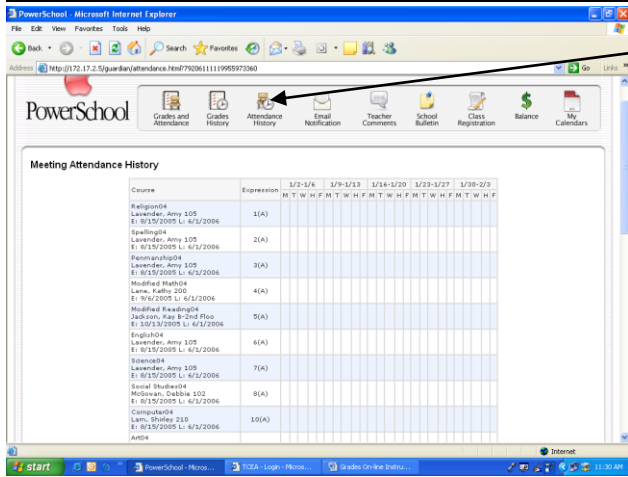 PowerSchool - Microsoft Internet Explorer
File Edit View Favorites Tools Help
Back Search Favorites
Address http://172.17.2.5/guardian/attendance.html?79206111119955973360 Go Links »
PowerSchool
Grades and Attendance
Grades History
Attendance History
Email Notification
Teacher Comments
School Bulletin
Class Registration
Balance
My Calendars
Meeting Attendance History
Course Expression 1/2-1/6 1/9-1/13 1/16-1/20 1/23-1/27 1/30-2/3
M T W H F M T W H F M T W H F M T W H F M T W H F
Religion04
Lavender, Amy 105 1(A)
E: 8/15/2005 L: 6/1/2006
Spelling04
Lavender, Amy 105 2(A)
E: 8/15/2005 L: 6/1/2006
Penmanship04
Lavender, Amy 105 3(A)
E: 8/15/2005 L: 6/1/2006
Modified Math04
Lane, Kathy 200 4(A)
E: 9/6/2005 L: 6/1/2006
Modified Reading04
Jackson, Kay B-2nd Floo 5(A)
E: 10/13/2005 L: 6/1/2006
English04
Lavender, Amy 105 6(A)
E: 8/15/2005 L: 6/1/2006
Science04
Lavender, Amy 105 7(A)
E: 8/15/2005 L: 6/1/2006
Social Studies04
McGowan, Debbie 102 8(A)
E: 8/15/2005 L: 6/1/2006
Computer04
Lam, Shirley 210 10(A)
E: 8/15/2005 L: 6/1/2006
Art04
Internet
start PowerSchool - Micros... TCEA - Login - Micros... Grades On-line Instru... 11:30 AM